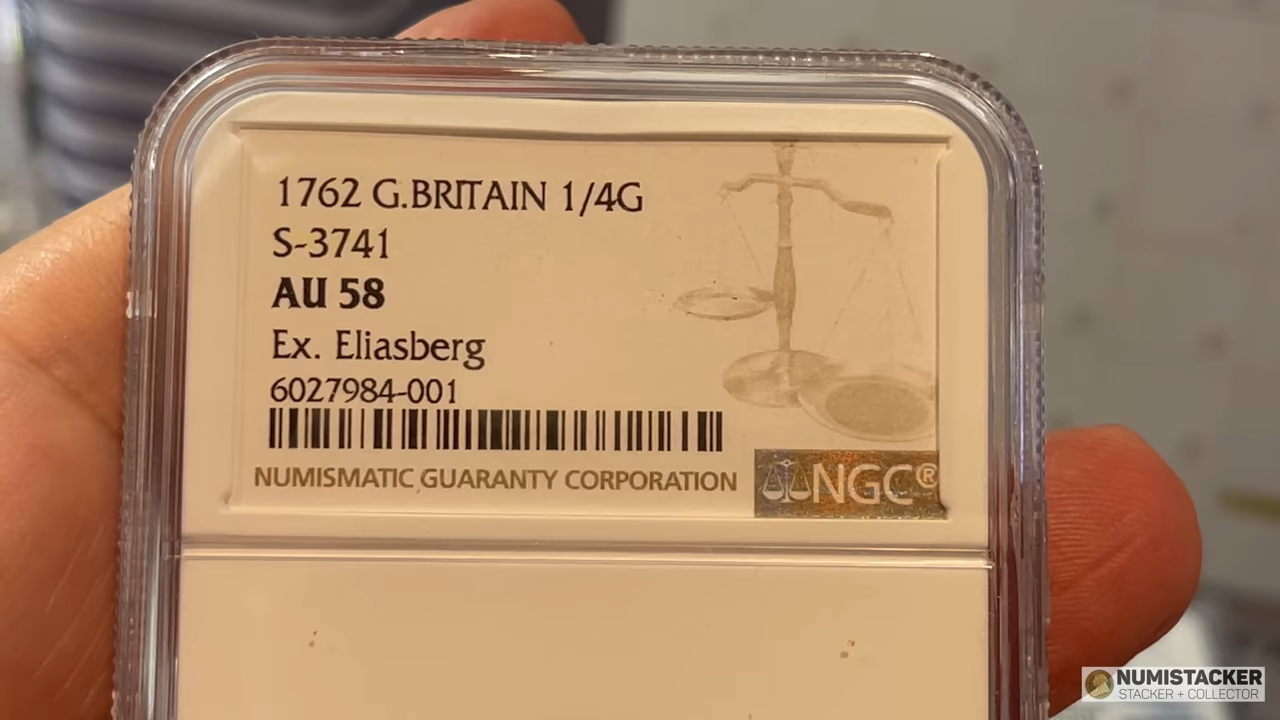 1762 G.BRITAIN 1/4G
S-3741
AU 58
Ex. Eliasberg
6027984-001
NUMISMATIC GUARANTY CORPORATION
NGC®
NUMISTACKER
STACKER + COLLECTOR